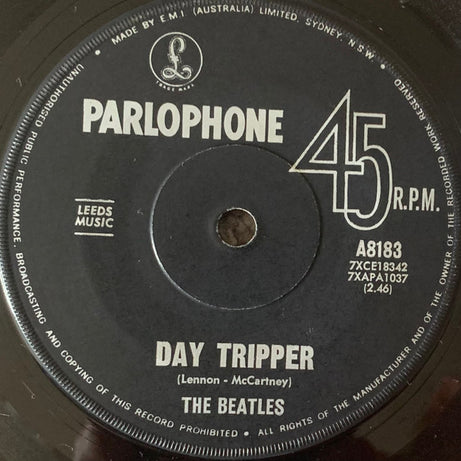 MADE BY E.M.I (AUSTRALIA) LIMITED, SYDNEY, N·S·W·
£
TRADE MARK
PARLOPHONE
45 R.P.M.
LEEDS
MUSIC
A8183
7XCE18342
7XAPA1037
(2.46)
DAY TRIPPER
(Lennon - McCartney)
THE BEATLES
UNAUTHORISED PUBLIC PERFORMANCE, BROADCASTING AND COPYING OF THIS RECORD PROHIBITED • ALL RIGHTS OF THE MANUFACTURER AND OF THE OWNER OF THE RECORDED WORK RESERVED